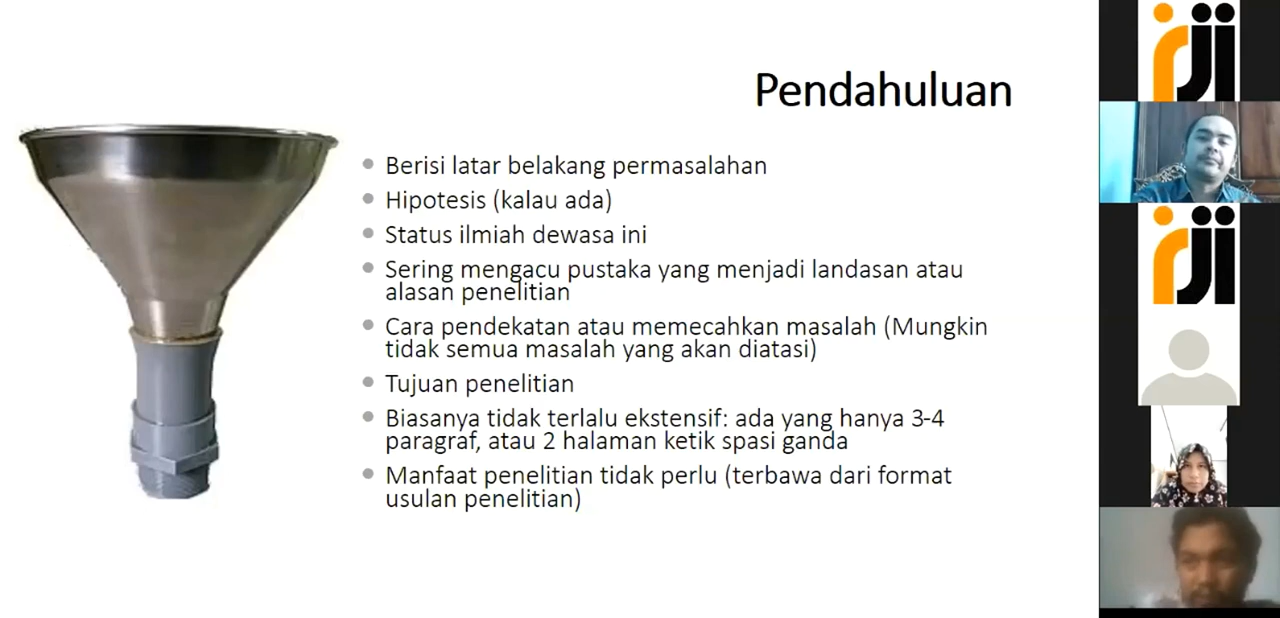 Pendahuluan
Berisi latar belakang permasalahan
Hipotesis (kalau ada)
Status ilmiah dewasa ini
Sering mengacu pustaka yang menjadi landasan atau
alasan penelitian
Cara pendekatan atau memecahkan masalah (Mungkin
tidak semua masalah yang akan diatasi)
Tujuan penelitian
Biasanya tidak terlalu ekstensif: ada yang hanya 3-4
paragraf, atau 2 halaman ketik spasi ganda
Manfaat penelitian tidak perlu (terbawa dari format
usulan penelitian)
rji
rji